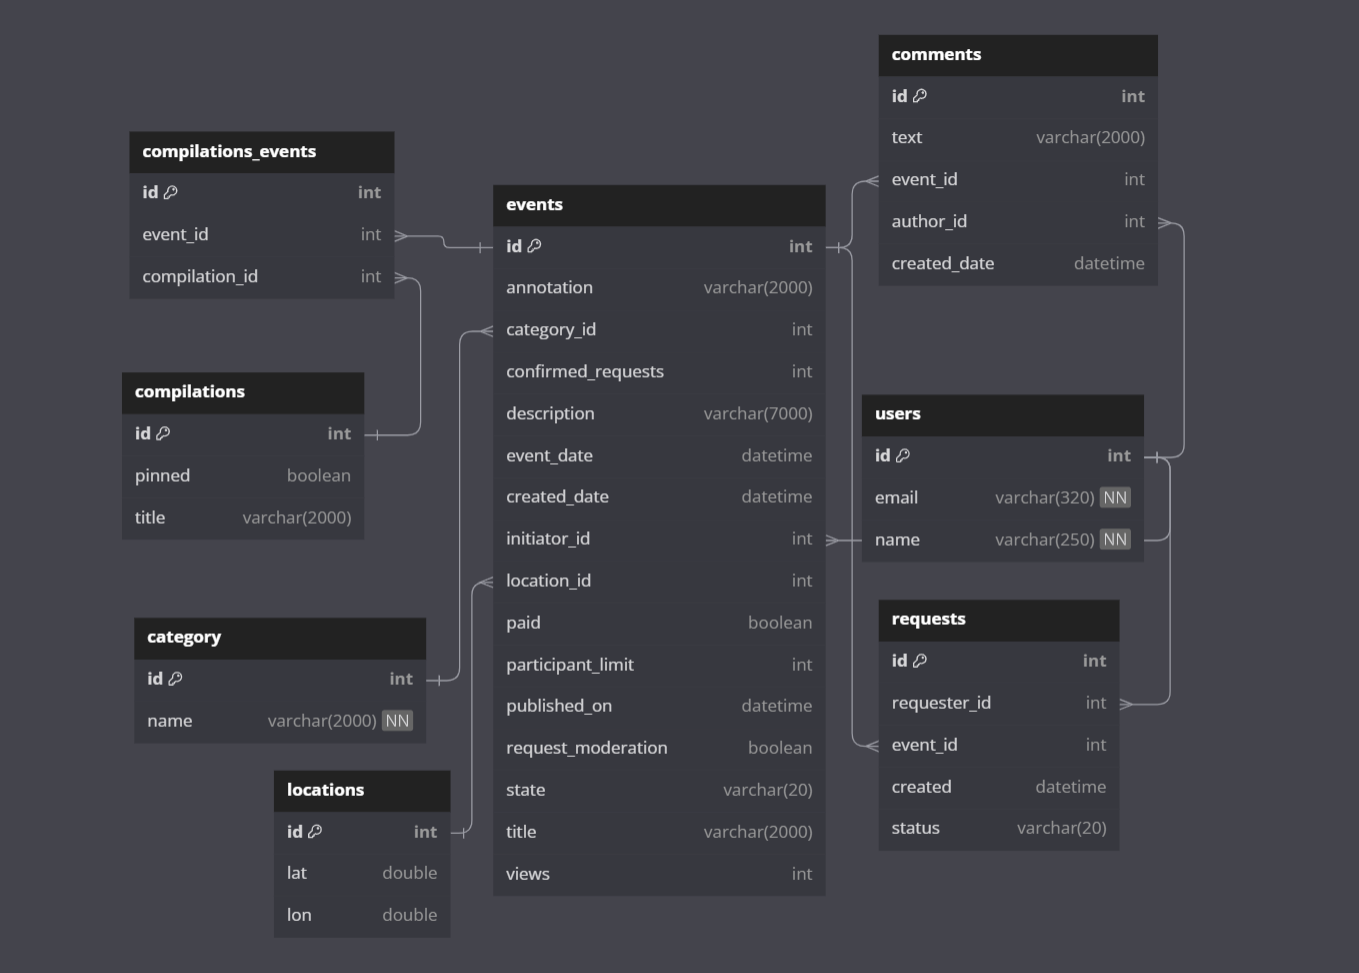 compilations_events
id int
event_id int
compilation_id int
compilations
id int
pinned boolean
title varchar(2000)
category
id int
name varchar(2000) NN
locations
id int
lat double
lon double
events
id int
annotation varchar(2000)
category_id int
confirmed_requests int
description varchar(7000)
event_date datetime
created_date datetime
initiator_id int
location_id int
paid boolean
participant_limit int
published_on datetime
request_moderation boolean
state varchar(20)
title varchar(2000)
views int
comments
id int
text varchar(2000)
event_id int
author_id int
created_date datetime
users
id int
email varchar(320) NN
name varchar(250) NN
requests
id int
requester_id int
event_id int
created datetime
status varchar(20)